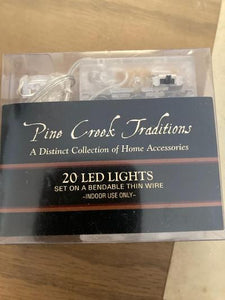 Pine Creek Traditions
A Distinct Collection of Home Accessories
20 LED LIGHTS
SET ON A BENDABLE THIN WIRE
~INDOOR USE ONLY~